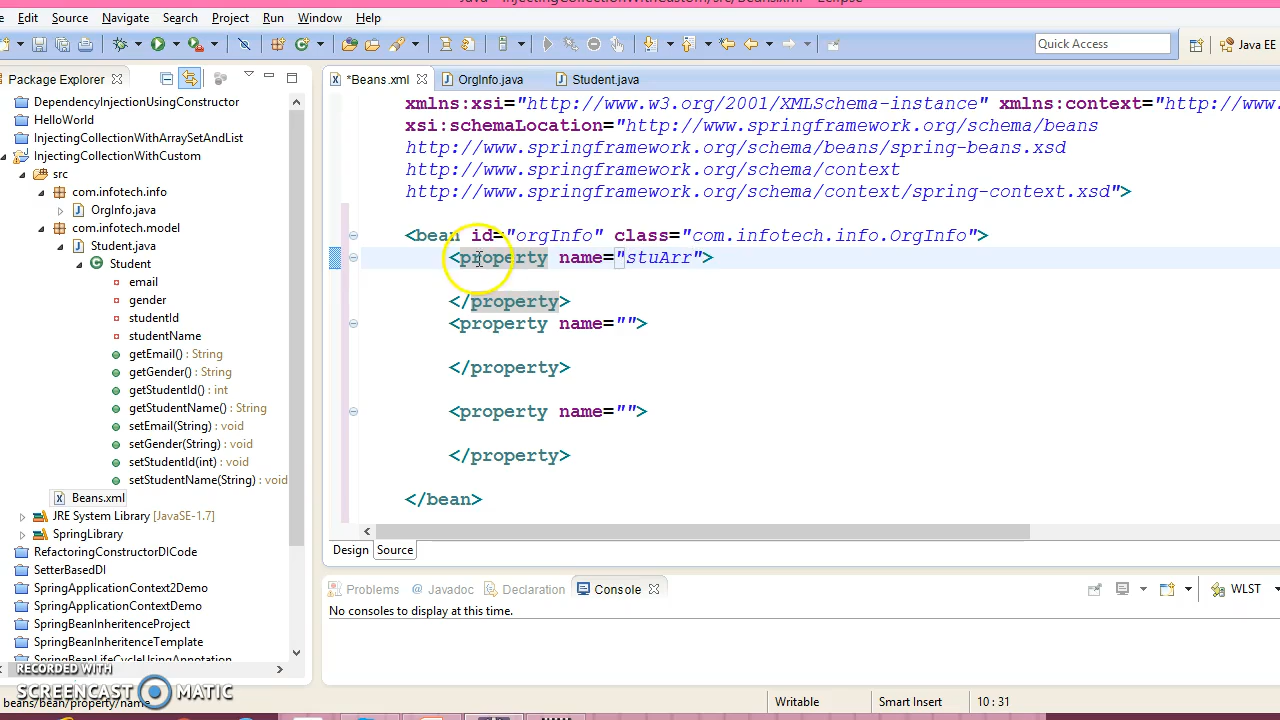 Java - InjectingCollectionWithCustom/src/Beans.xml - Eclipse
Edit Source Navigate Search Project Run Window Help
Quick Access
Java EE
Package Explorer
*Beans.xml OrgInfo.java Student.java
DependencyInjectionUsingConstructor
HelloWorld
InjectingCollectionWithArraySetAndList
InjectingCollectionWithCustom
src
com.infotech.info
OrgInfo.java
com.infotech.model
Student.java
Student
email
gender
studentId
studentName
getEmail() : String
getGender() : String
getStudentId() : int
getStudentName() : String
setEmail(String) : void
setGender(String) : void
setStudentId(int) : void
setStudentName(String) : void
Beans.xml
JRE System Library [JavaSE-1.7]
SpringLibrary
RefactoringConstructorDICode
SetterBasedDI
SpringApplicationContext2Demo
SpringApplicationContextDemo
SpringBeanInheritenceProject
SpringBeanInheritenceTemplate
SpringBeanLifeCycleUsingAnnotation
xmlns:xsi="http://www.w3.org/2001/XMLSchema-instance" xmlns:context="http://www.
xsi:schemaLocation="http://www.springframework.org/schema/beans
http://www.springframework.org/schema/beans/spring-beans.xsd
http://www.springframework.org/schema/context
http://www.springframework.org/schema/context/spring-context.xsd">
<bean id="orgInfo" class="com.infotech.info.OrgInfo">
<property name="stuArr">
</property>
<property name="">
</property>
<property name="">
</property>
</bean>
Design Source
Problems @ Javadoc Declaration Console
WLST
No consoles to display at this time.
RECORDED WITH
SCREENCAST MATIC
beans/bean/property/name
Writable Smart Insert 10 : 31